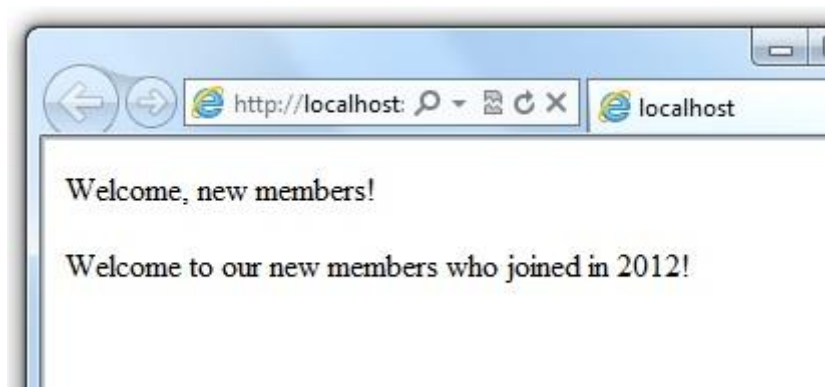 http://localhost:
localhost
Welcome, new members!
Welcome to our new members who joined in 2012!